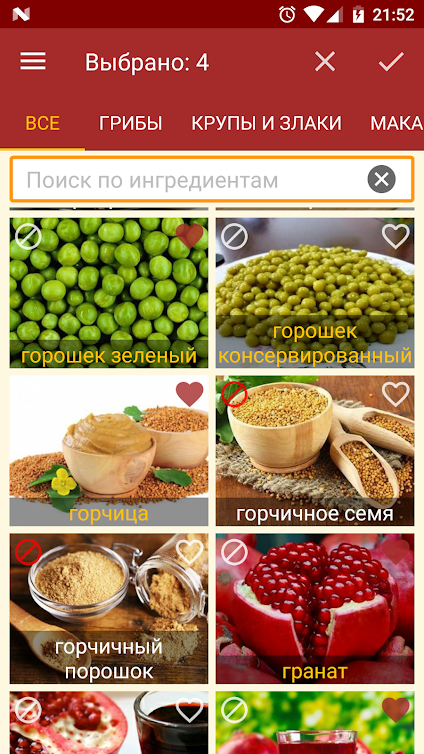 21:52
Выбрано: 4
ВСЕ ГРИБЫ КРУПЫ И ЗЛАКИ МАКА
Поиск по ингредиентам
горошек зеленый
горошек
консервированный
горчица
горчичное семя
горчичный
порошок
гранат